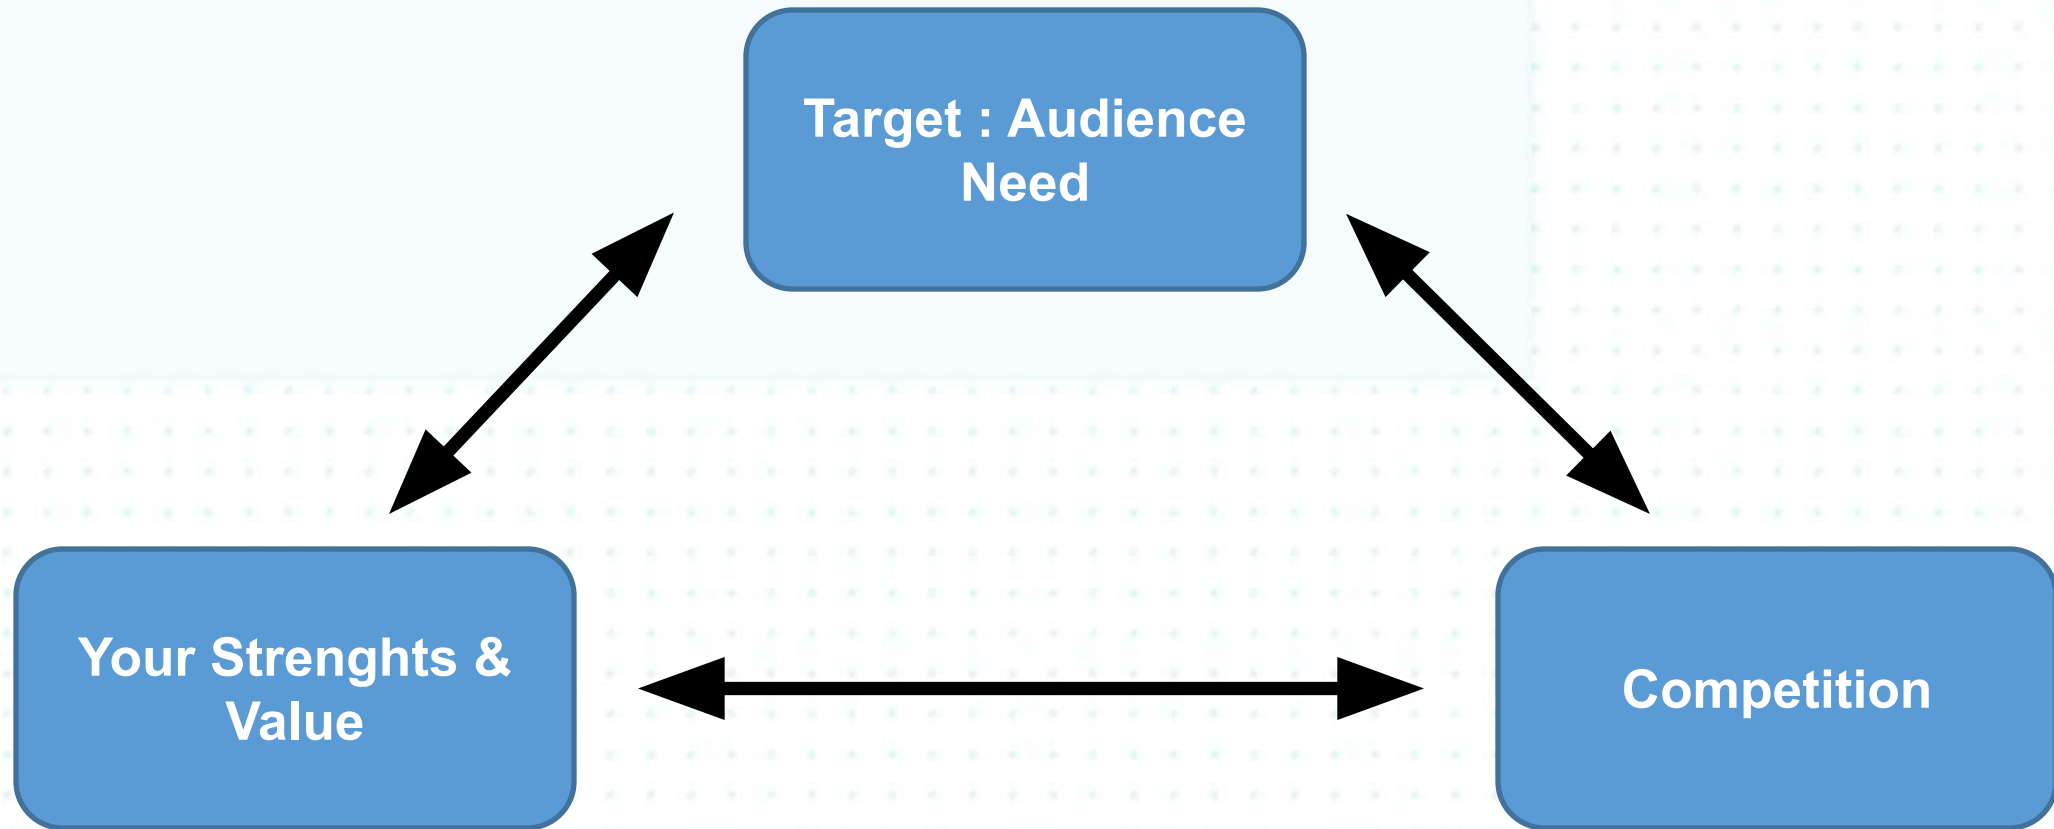 Target : Audience
Need
Your Strenghts &
Value
Competition